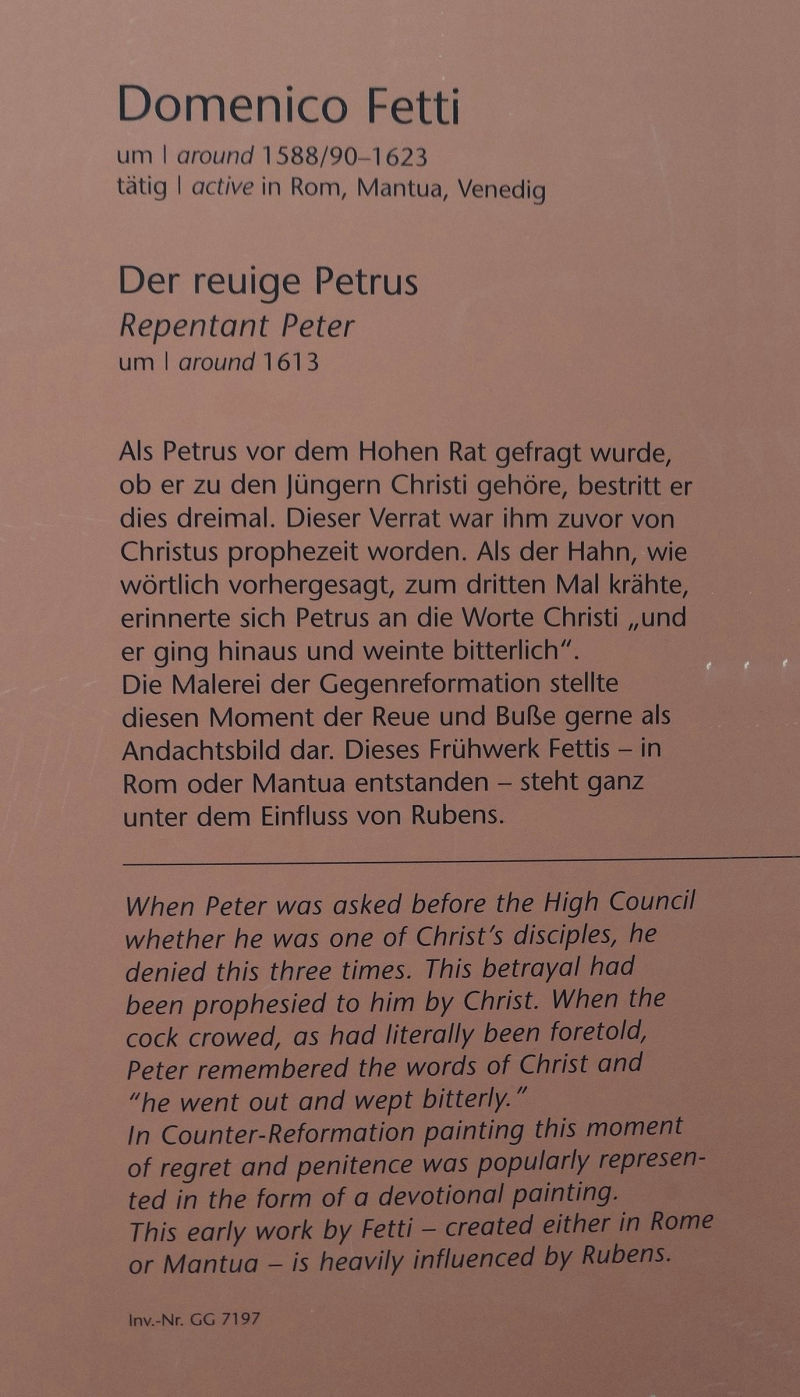 Domenico Fetti
um | around 1588/90–1623
tätig | active in Rom, Mantua, Venedig
Der reuige Petrus
Repentant Peter
um | around 1613
Als Petrus vor dem Hohen Rat gefragt wurde,
ob er zu den Jüngern Christi gehöre, bestritt er
dies dreimal. Dieser Verrat war ihm zuvor von
Christus prophezeit worden. Als der Hahn, wie
wörtlich vorhergesagt, zum dritten Mal krähte,
erinnerte sich Petrus an die Worte Christi „und
er ging hinaus und weinte bitterlich“.
Die Malerei der Gegenreformation stellte
diesen Moment der Reue und Buße gerne als
Andachtsbild dar. Dieses Frühwerk Fettis – in
Rom oder Mantua entstanden – steht ganz
unter dem Einfluss von Rubens.
When Peter was asked before the High Council
whether he was one of Christ’s disciples, he
denied this three times. This betrayal had
been prophesied to him by Christ. When the
cock crowed, as had literally been foretold,
Peter remembered the words of Christ and
“he went out and wept bitterly.”
In Counter-Reformation painting this moment
of regret and penitence was popularly represen-
ted in the form of a devotional painting.
This early work by Fetti – created either in Rome
or Mantua – is heavily influenced by Rubens.
Inv.-Nr. GG 7197